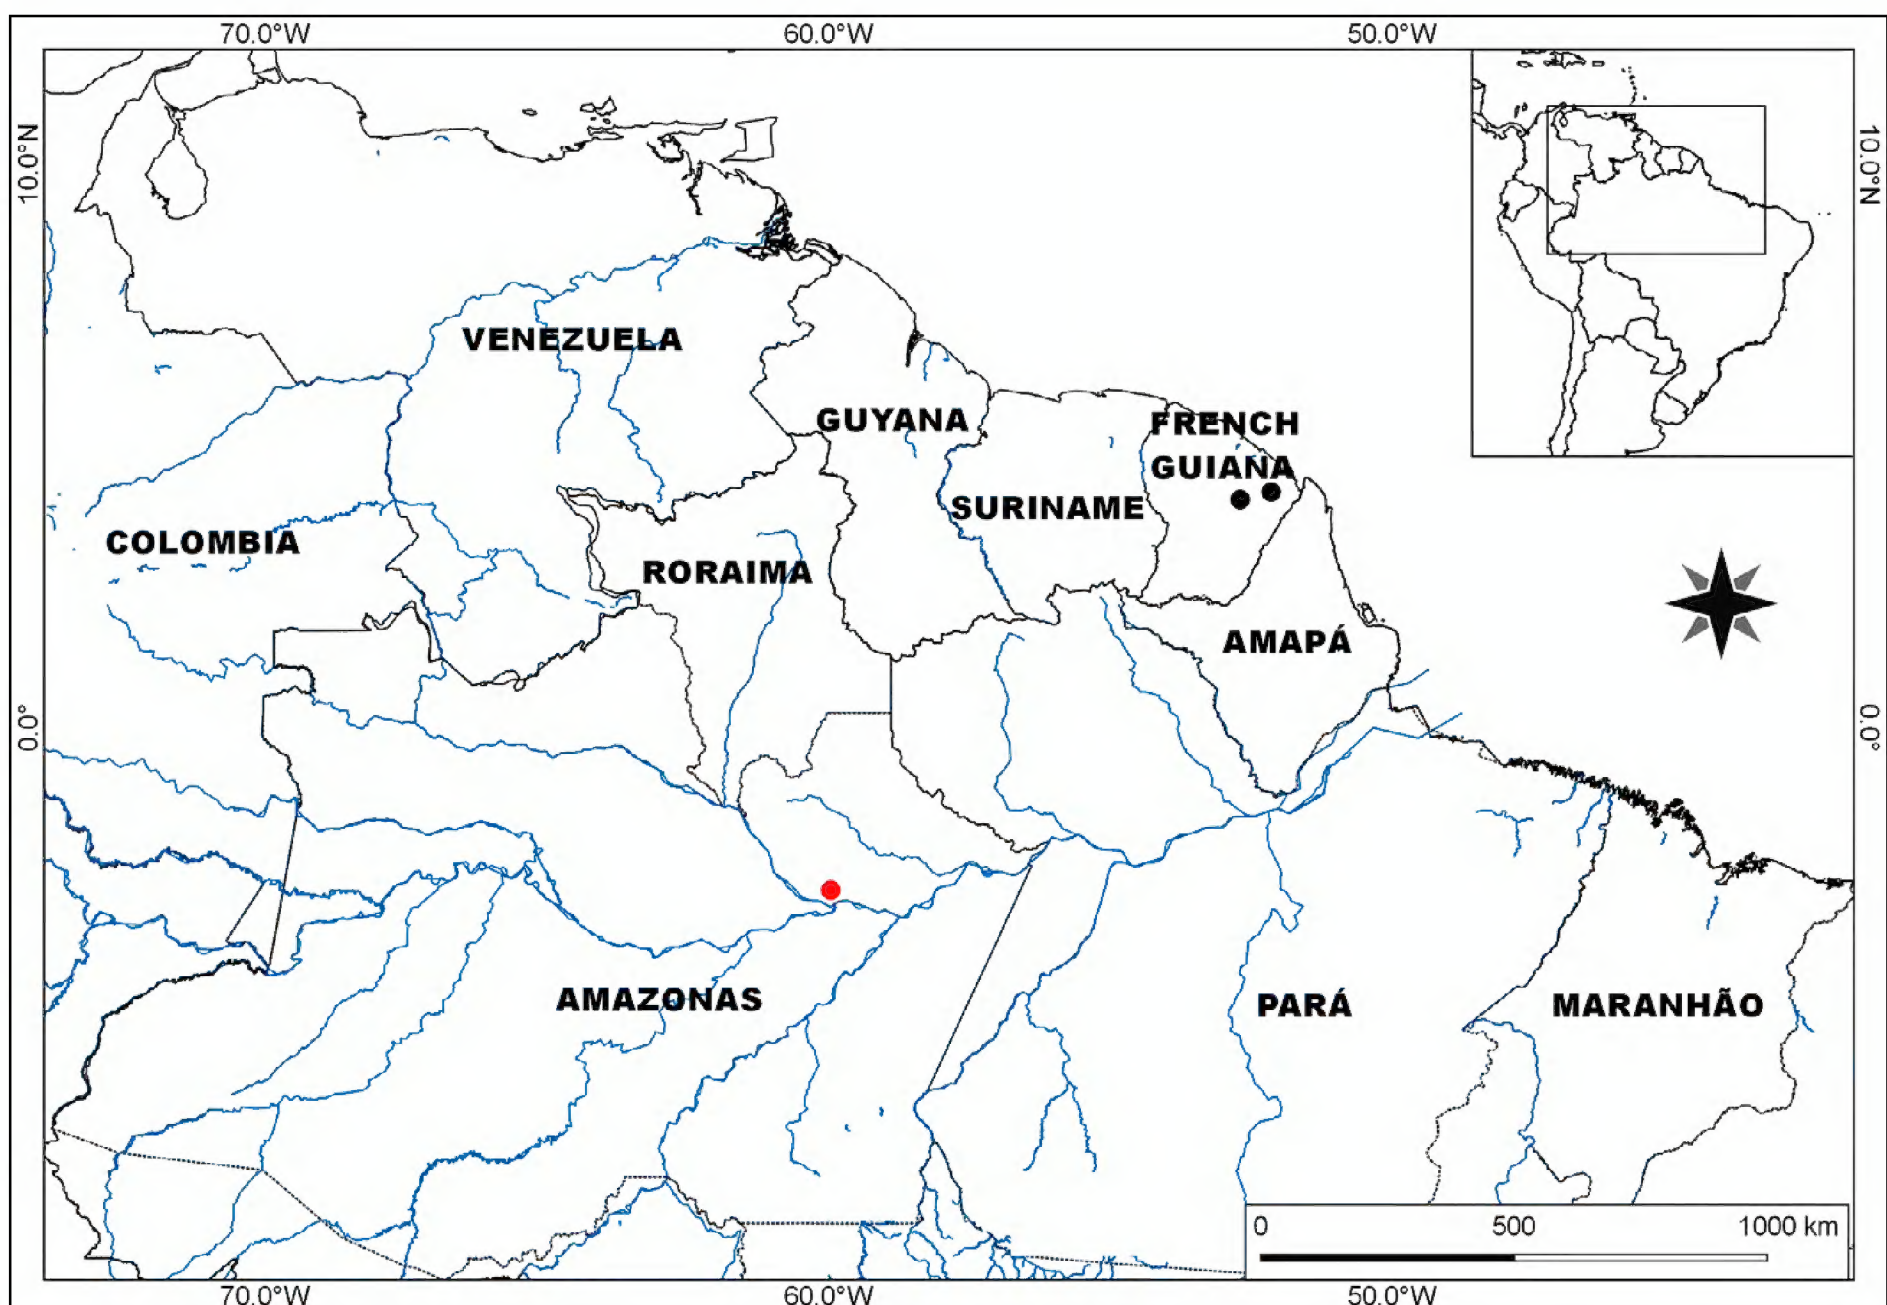 70.0°W 60.0°W 50.0°W
10.0°N
10.0°N
VENEZUELA
GUYANA
FRENCH
GUIANA
SURINAME
COLOMBIA
RORAIMA
AMAPÁ
0.0°
0.0°
AMAZONAS
PARÁ
MARANHÃO
0 500 1000 km
70.0°W 60.0°W 50.0°W